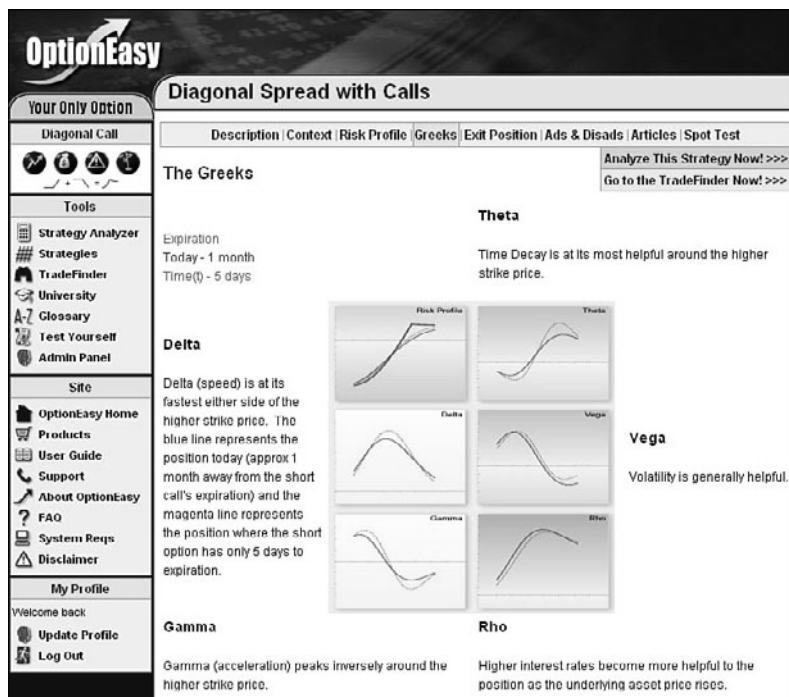 OptionEasy
Your Only Option
Diagonal Spread with Calls
Diagonal Call
Description | Context | Risk Profile | Greeks | Exit Position | Ads & Disads | Articles | Spot Test
Analyze This Strategy Now! >>>
Go to the TradeFinder Now! >>>
The Greeks
Tools
Strategy Analyzer
Strategies
TradeFinder
University
A-Z Glossary
Test Yourself
Admin Panel
Site
OptionEasy Home
Products
User Guide
Support
About OptionEasy
? FAQ
System Reqs
Disclaimer
My Profile
Welcome back
Update Profile
Log Out
Expiration
Today - 1 month
Time(t) - 5 days
Theta
Time Decay is at its most helpful around the higher
strike price.
Delta
Delta (speed) is at its
fastest either side of the
higher strike price. The
blue line represents the
position today (approx 1
month away from the short
call's expiration) and the
magenta line represents
the position where the short
option has only 5 days to
expiration.
Risk Profile
Theta
Delta
Vega
Gamma
Rho
Vega
Volatility is generally helpful.
Gamma
Gamma (acceleration) peaks inversely around the
higher strike price.
Rho
Higher interest rates become more helpful to the
position as the underlying asset price rises.